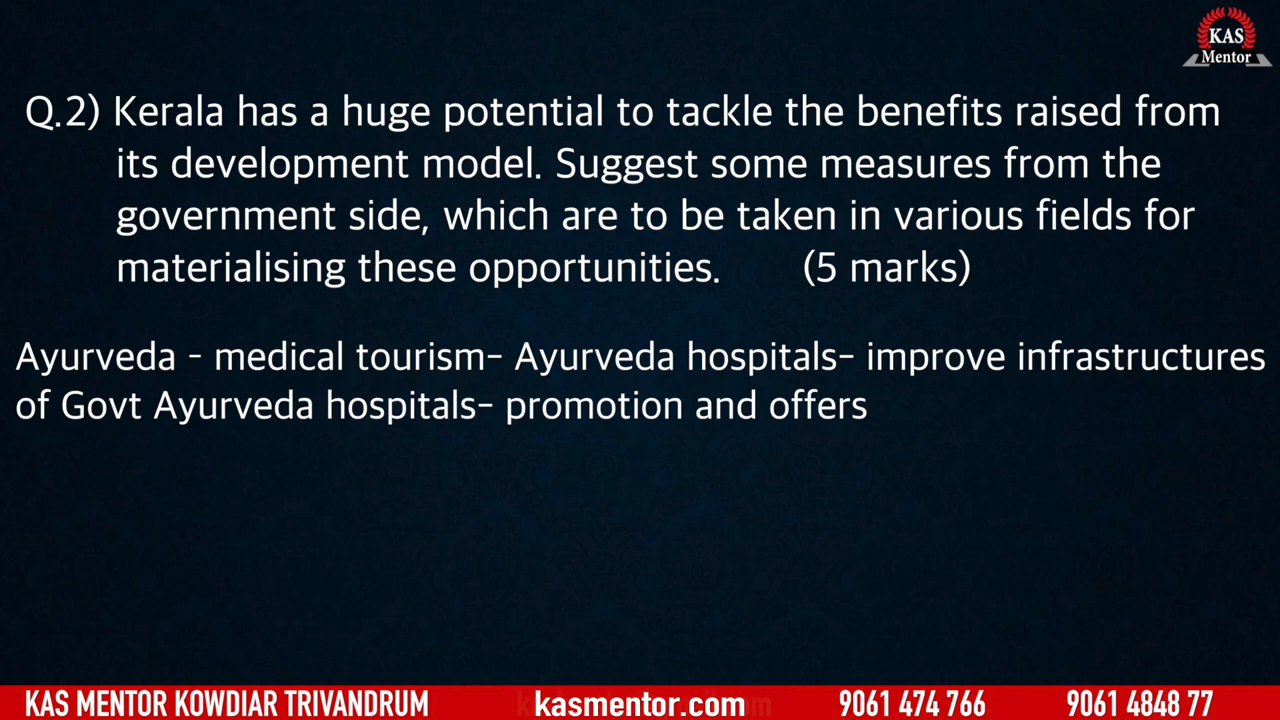 KAS
Mentor
Q.2) Kerala has a huge potential to tackle the benefits raised from
its development model. Suggest some measures from the
government side, which are to be taken in various fields for
materialising these opportunities. (5 marks)
Ayurveda - medical tourism- Ayurveda hospitals- improve infrastructures
of Govt Ayurveda hospitals- promotion and offers
KAS MENTOR KOWDIAR TRIVANDRUM kasmentor.com 9061 474 766 9061 4848 77